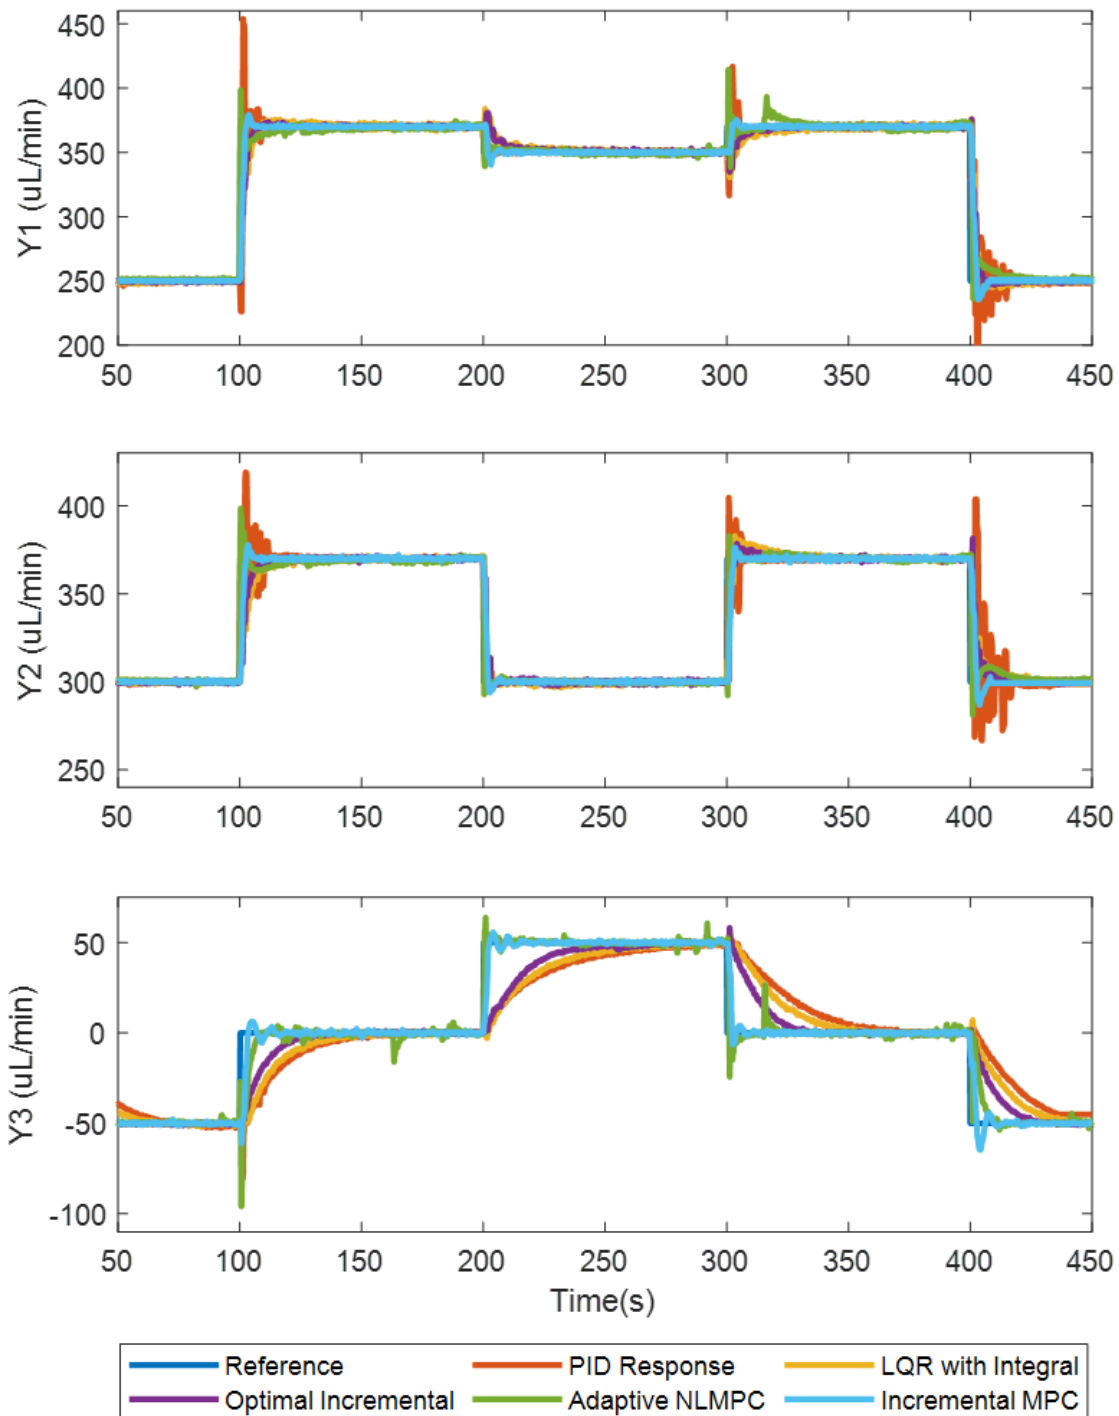 450
400
350
300
250
200
Y1 (uL/min)
50 100 150 200 250 300 350 400 450
400
350
300
250
Y2 (uL/min)
50 100 150 200 250 300 350 400 450
50
0
-50
-100
Y3 (uL/min)
50 100 150 200 250 300 350 400 450
Time(s)
Reference PID Response LQR with Integral
Optimal Incremental Adaptive NLMPC Incremental MPC